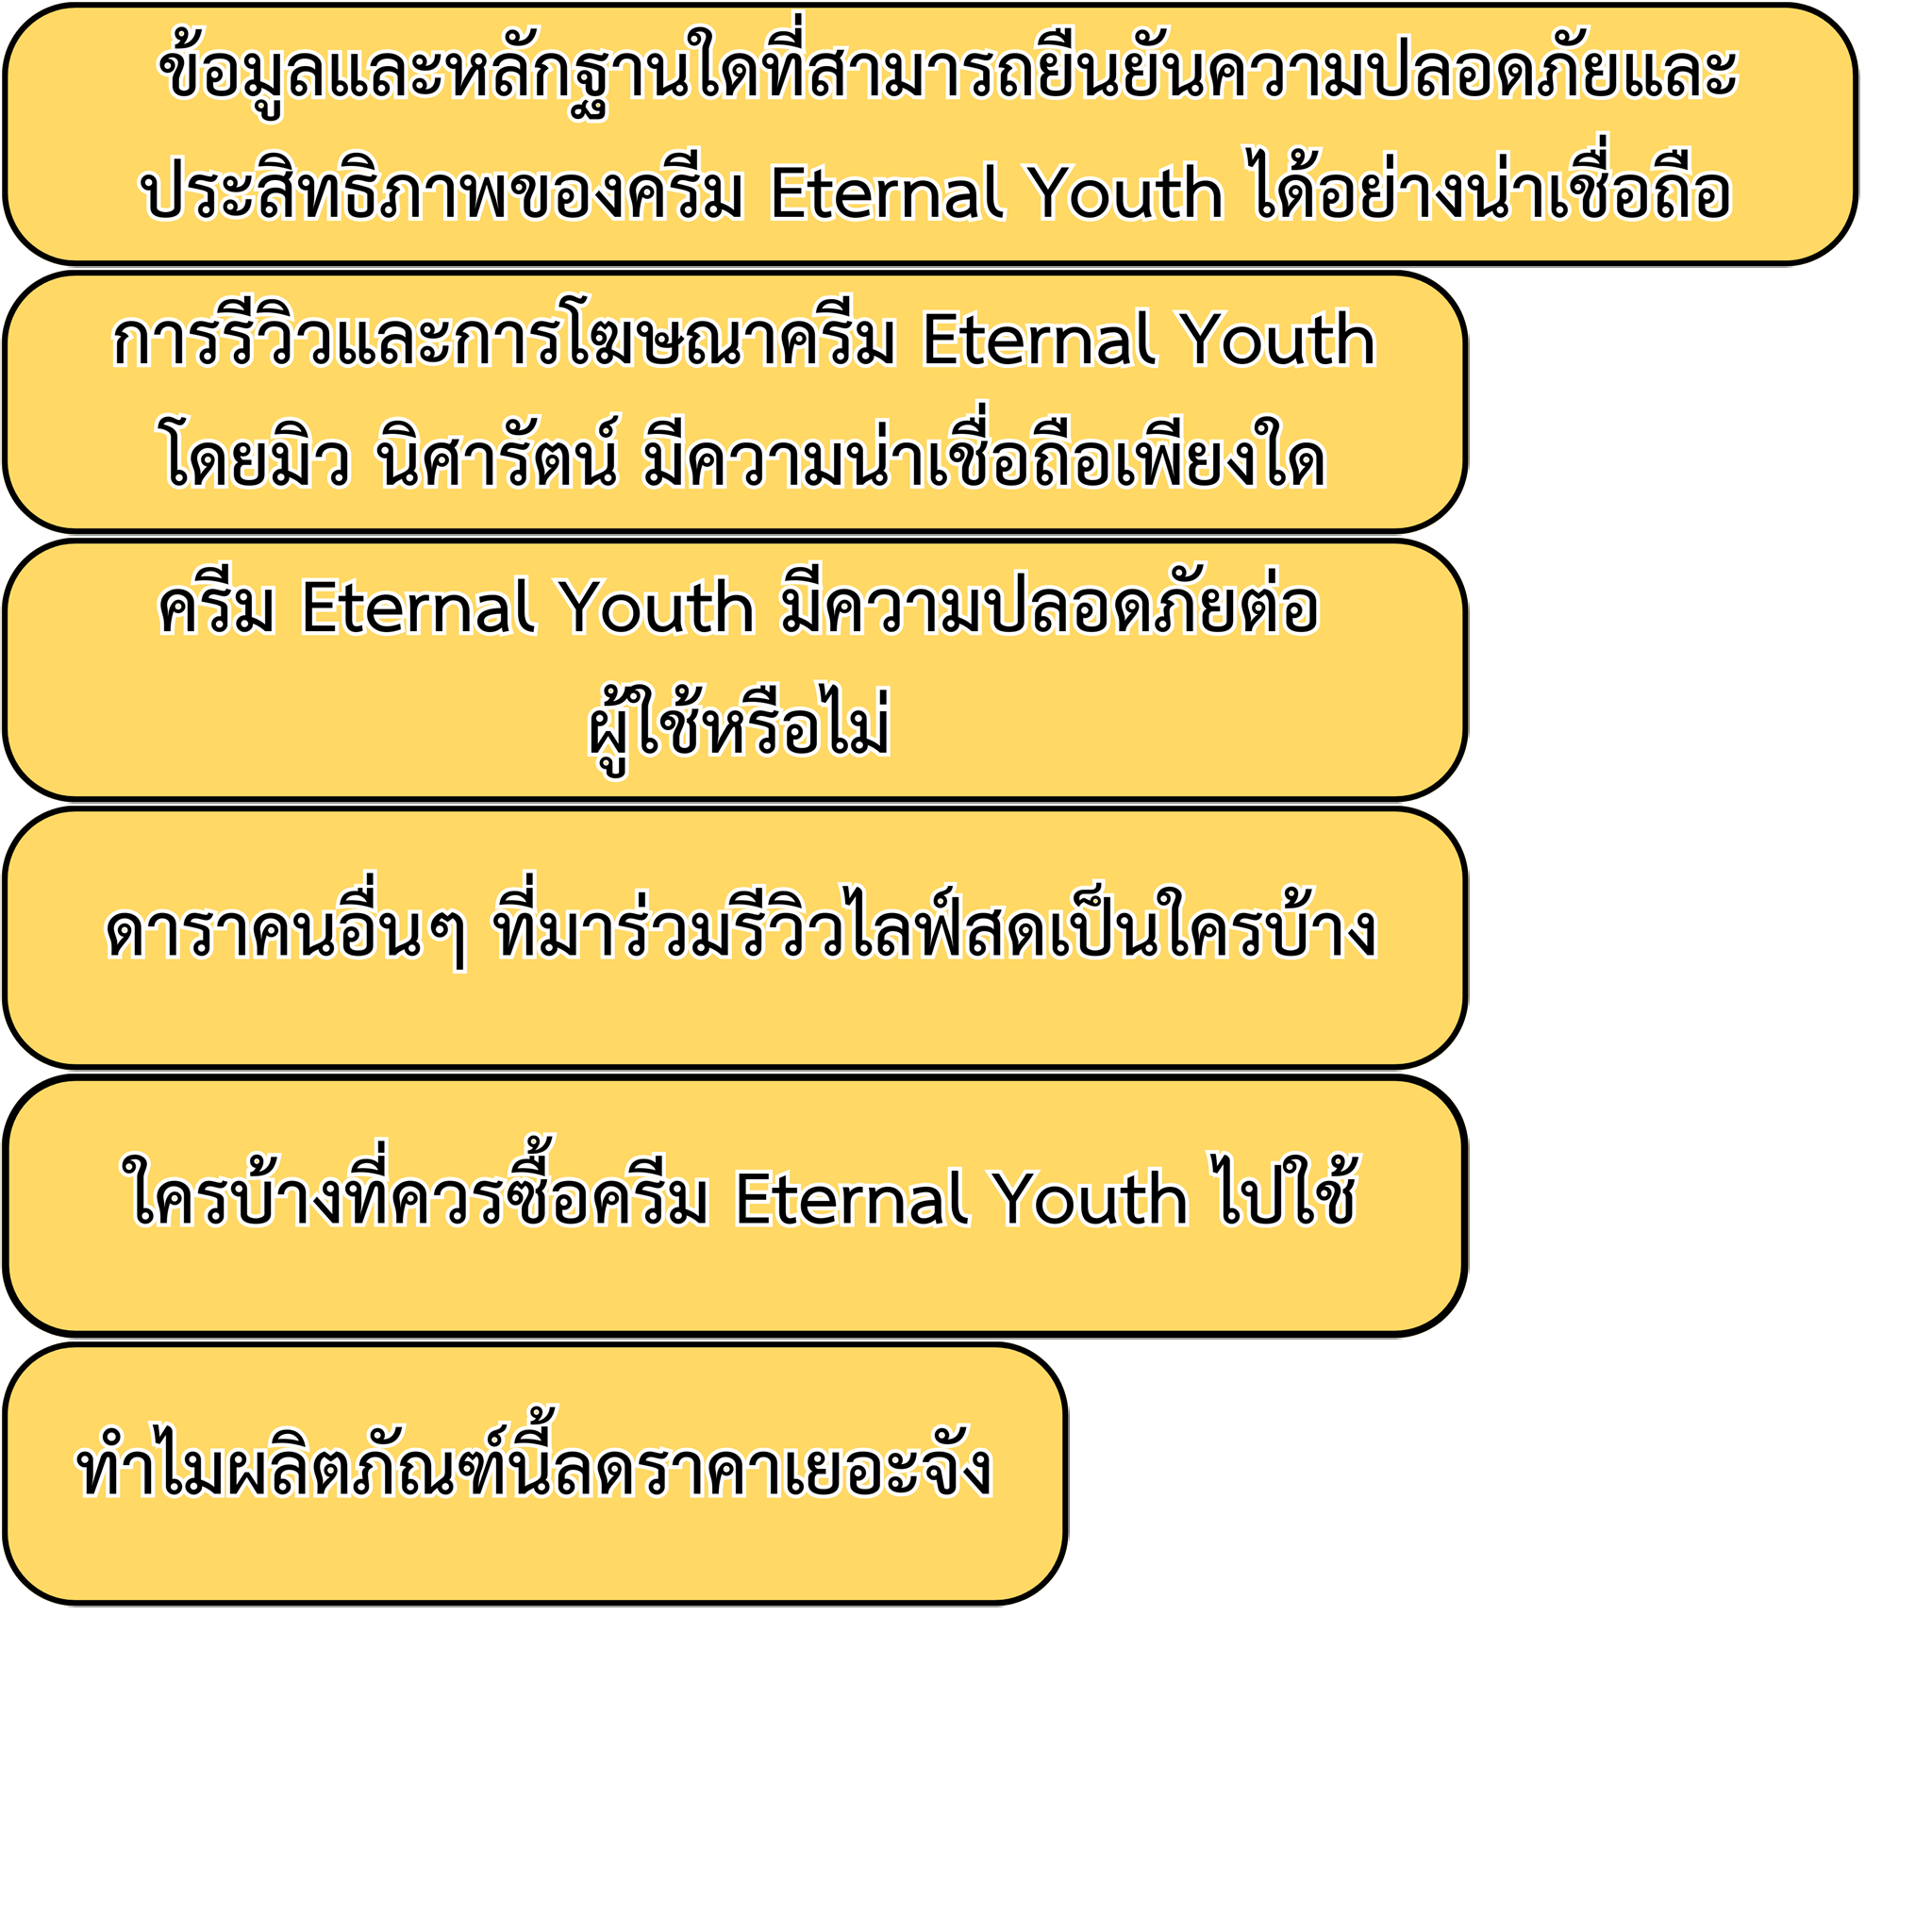 ข้อมูลและหลักฐานใดที่สามารถยืนยันความปลอดภัยและ
ประสิทธิภาพของครีม Eternal Youth ได้อย่างน่าเชื่อถือ
การรีวิวและการโฆษณาครีม Eternal Youth
โดยมิว นิศารัตน์ มีความน่าเชื่อถือเพียงใด
ครีม Eternal Youth มีความปลอดภัยต่อ
ผู้ใช้หรือไม่
ดาราคนอื่นๆ ที่มาร่วมรีวิวไลฟ์สดเป็นใครบ้าง
ใครบ้างที่ควรซื้อครีม Eternal Youth ไปใช้
ทำไมผลิตภัณฑ์นี้ลดราคาเยอะจัง